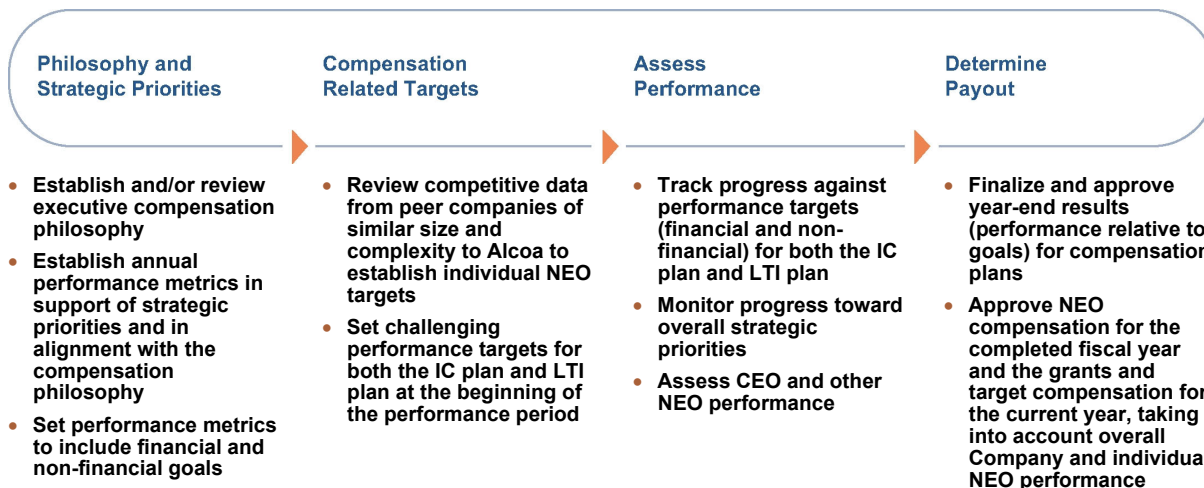 Philosophy and
Strategic Priorities
Compensation
Related Targets
Assess
Performance
Determine
Payout
• Establish and/or review
executive compensation
philosophy
• Establish annual
performance metrics in
support of strategic
priorities and in
alignment with the
compensation
philosophy
• Set performance metrics
to include financial and
non-financial goals
• Review competitive data
from peer companies of
similar size and
complexity to Alcoa to
establish individual NEO
targets
• Set challenging
performance targets for
both the IC plan and LTI
plan at the beginning of
the performance period
• Track progress against
performance targets
(financial and non-
financial) for both the IC
plan and LTI plan
• Monitor progress toward
overall strategic
priorities
• Assess CEO and other
NEO performance
• Finalize and approve
year-end results
(performance relative to
goals) for compensation
plans
• Approve NEO
compensation for the
completed fiscal year
and the grants and
target compensation for
the current year, taking
into account overall
Company and individua
NEO performance